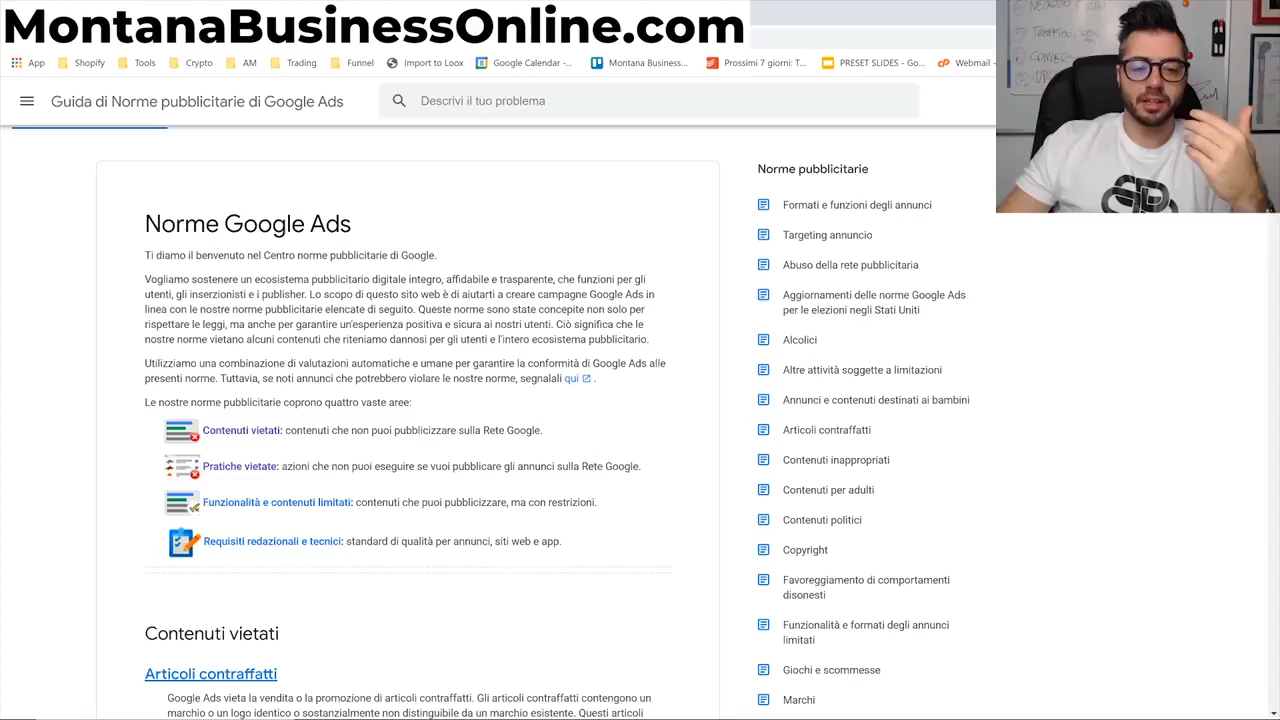 MontanaBusinessOnline.com
App Shopify Tools Crypto AM Trading Funnel Import to Loox Google Calendar -... Montana Business... Prossimi 7 giorni: T... PRESET SLIDES - Go... Webmail -
Guida di Norme pubblicitarie di Google Ads
Descrivi il tuo problema
Norme Google Ads
Ti diamo il benvenuto nel Centro norme pubblicitarie di Google.
Vogliamo sostenere un ecosistema pubblicitario digitale integro, affidabile e trasparente, che funzioni per gli
utenti, gli inserzionisti e i publisher. Lo scopo di questo sito web è di aiutarti a creare campagne Google Ads in
linea con le nostre norme pubblicitarie elencate di seguito. Queste norme sono state concepite non solo per
rispettare le leggi, ma anche per garantire un'esperienza positiva e sicura ai nostri utenti. Ciò significa che le
nostre norme vietano alcuni contenuti che riteniamo dannosi per gli utenti e l'intero ecosistema pubblicitario.
Utilizziamo una combinazione di valutazioni automatiche e umane per garantire la conformità di Google Ads alle
presenti norme. Tuttavia, se noti annunci che potrebbero violare le nostre norme, segnalali qui .
Le nostre norme pubblicitarie coprono quattro vaste aree:
Contenuti vietati: contenuti che non puoi pubblicizzare sulla Rete Google.
Pratiche vietate: azioni che non puoi eseguire se vuoi pubblicare gli annunci sulla Rete Google.
Funzionalità e contenuti limitati: contenuti che puoi pubblicizzare, ma con restrizioni.
Requisiti redazionali e tecnici: standard di qualità per annunci, siti web e app.
Contenuti vietati
Articoli contraffatti
Google Ads vieta la vendita o la promozione di articoli contraffatti. Gli articoli contraffatti contengono un
marchio o un logo identico o sostanzialmente non distinguibile da un marchio esistente. Questi articoli
Norme pubblicitarie
Formati e funzioni degli annunci
Targeting annuncio
Abuso della rete pubblicitaria
Aggiornamenti delle norme Google Ads
per le elezioni negli Stati Uniti
Alcolici
Altre attività soggette a limitazioni
Annunci e contenuti destinati ai bambini
Articoli contraffatti
Contenuti inappropriati
Contenuti per adulti
Contenuti politici
Copyright
Favoreggiamento di comportamenti
disonesti
Funzionalità e formati degli annunci
limitati
Giochi e scommesse
Marchi